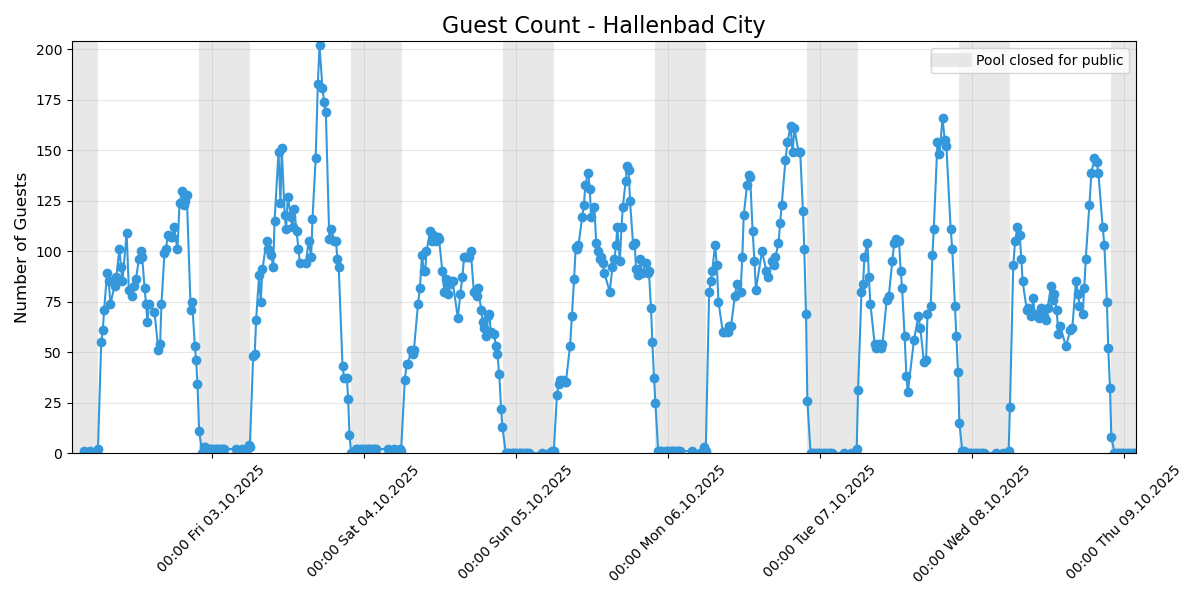 Guest Count - Hallenbad City
Pool closed for public
Number of Guests
200
175
150
125
100
75
50
25
0
00:00 Fri 03.10.2025
00:00 Sat 04.10.2025
00:00 Sun 05.10.2025
00:00 Mon 06.10.2025
00:00 Tue 07.10.2025
00:00 Wed 08.10.2025
00:00 Thu 09.10.2025